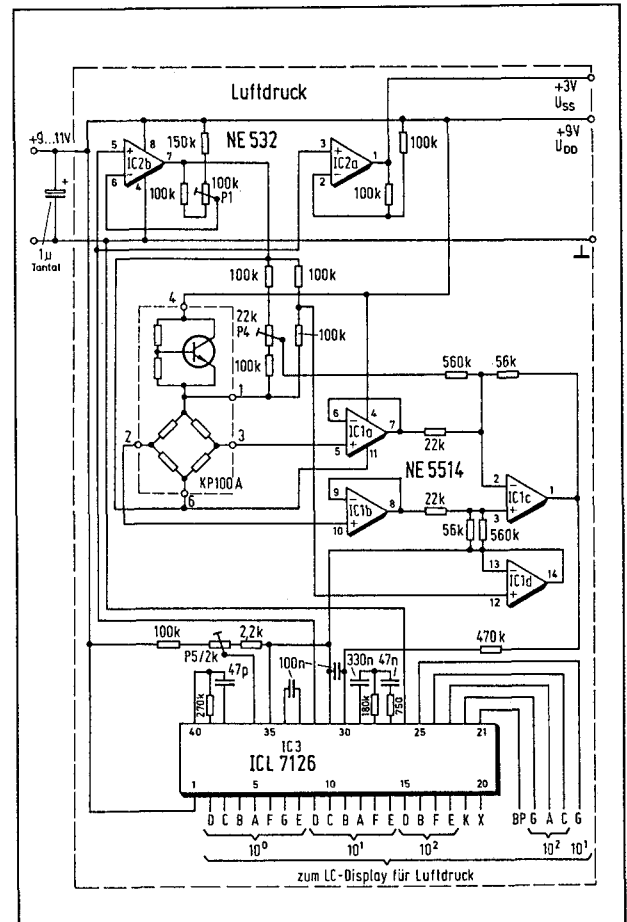 Luftdruck
+3V
U_SS
+9V
U_DD
+9...11V
+
1µ
Tantal
NE 532
5
+
6
−
IC2b
8
4
7
150k
100k
100k
P1
3
+
2
−
IC2a
1
100k
100k
⊥
100k
100k
22k
P4
100k
100k
4
1
2
3
6
KP100A
560k
56k
6
−
5
+
IC1a
4
11
7
22k
NE 5514
9
−
10
+
IC1b
8
22k
56k
560k
2
−
3
+
IC1c
1
13
−
12
+
IC1d
14
470k
100k
P5/2k
2,2k
270k
47p
100n
330n
47n
180k
750
40
35
30
25
21
IC3
ICL 7126
1
5
10
15
20
D C B A F G E D C B A F E D B F E K X
BP G A C G
10⁰
10¹
10²
10²
10¹
zum LC-Display für Luftdruck